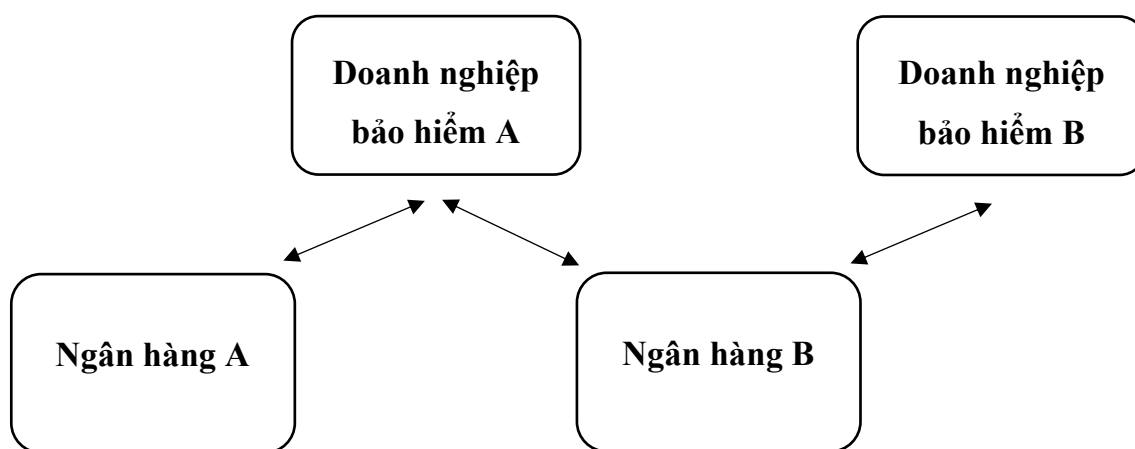 Doanh nghiệp
bảo hiểm A
Doanh nghiệp
bảo hiểm B
Ngân hàng A
Ngân hàng B